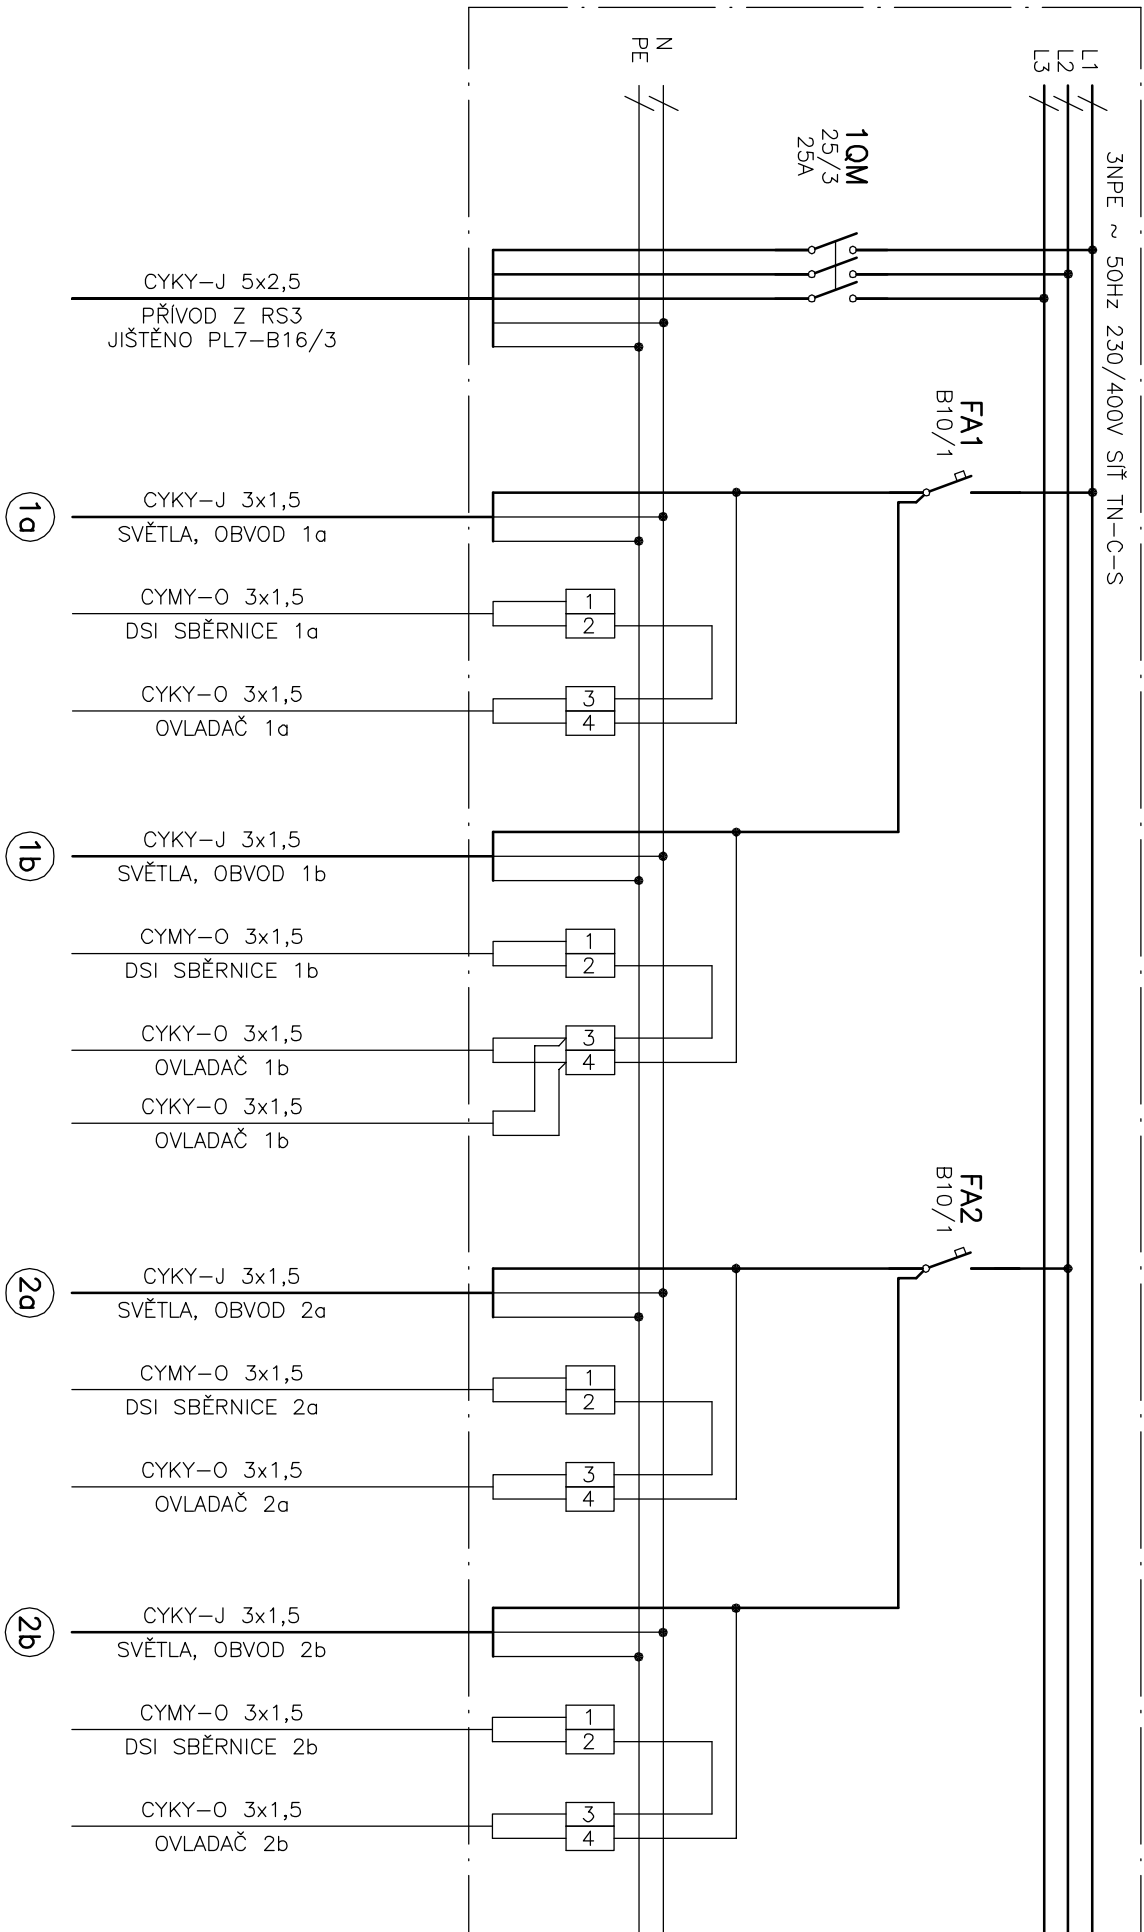 N
PE
L1
L2
L3
3NPE ~ 50Hz 230/400V SÍŤ TN-C-S
1QM
25/3
25A
CYKY-J 5x2,5
PŘÍVOD Z RS3
JIŠTĚNO PL7-B16/3
FA1
B10/1
1a
CYKY-J 3x1,5
SVĚTLA, OBVOD 1a
CYMY-O 3x1,5
DSI SBĚRNICE 1a
1
2
CYKY-O 3x1,5
OVLADAČ 1a
3
4
1b
CYKY-J 3x1,5
SVĚTLA, OBVOD 1b
CYMY-O 3x1,5
DSI SBĚRNICE 1b
1
2
CYKY-O 3x1,5
OVLADAČ 1b
3
4
CYKY-O 3x1,5
OVLADAČ 1b
FA2
B10/1
2a
CYKY-J 3x1,5
SVĚTLA, OBVOD 2a
CYMY-O 3x1,5
DSI SBĚRNICE 2a
1
2
CYKY-O 3x1,5
OVLADAČ 2a
3
4
2b
CYKY-J 3x1,5
SVĚTLA, OBVOD 2b
CYMY-O 3x1,5
DSI SBĚRNICE 2b
1
2
CYKY-O 3x1,5
OVLADAČ 2b
3
4